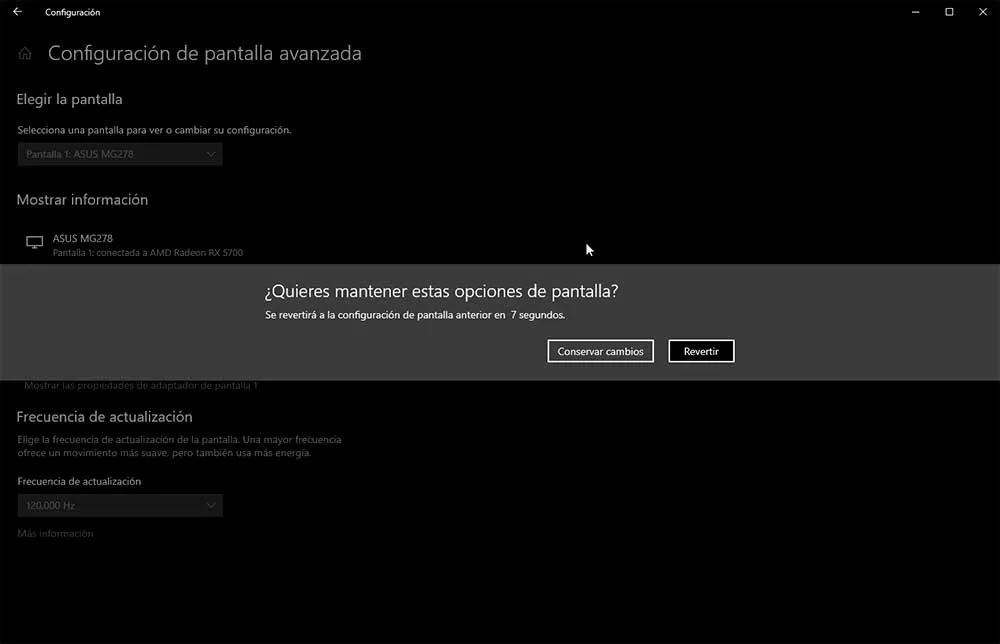 Configuración
Configuración de pantalla avanzada
Elegir la pantalla
Selecciona una pantalla para ver o cambiar su configuración.
Pantalla 1: ASUS MG278
Mostrar información
ASUS MG278
Pantalla 1: conectada a AMD Radeon RX 5700
¿Quieres mantener estas opciones de pantalla?
Se revertirá a la configuración de pantalla anterior en 7 segundos.
Conservar cambios
Revertir
Mostrar las propiedades de adaptador de pantalla 1
Frecuencia de actualización
Elige la frecuencia de actualización de la pantalla. Una mayor frecuencia
ofrece un movimiento más suave, pero también usa más energía.
Frecuencia de actualización
120,000 Hz
Más información